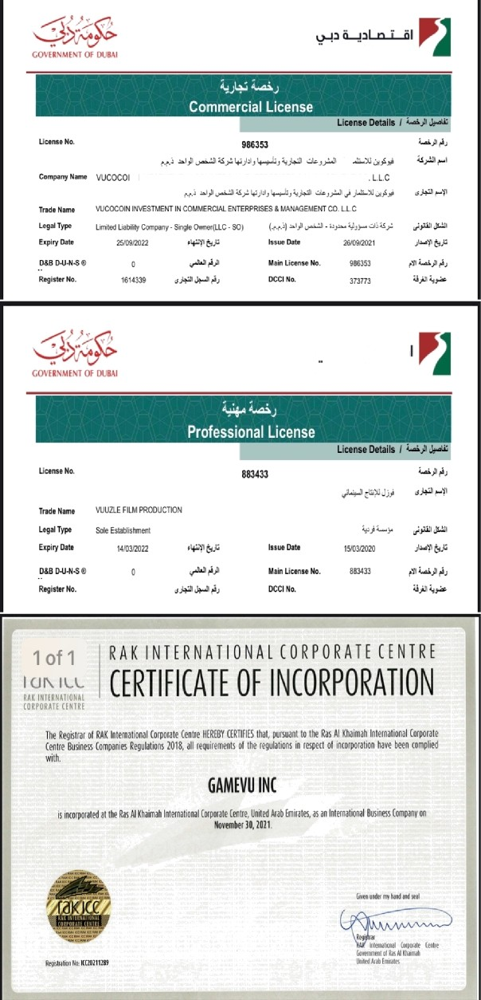 حكومة دبي
GOVERNMENT OF DUBAI
اقتصادية دبي
رخصة تجارية
Commercial License
License Details / تفاصيل الرخصة
License No. 986353 رقم الرخصة
فيوكوين للاستثم المشروعات التجارية وتأسيسها وادارتها شركة الشخص الواحد ذ.م.م اسم الشركة
Company Name VUCOCOI . L.L.C
فيوكوين للاستثمار في المشروعات التجارية وتأسيسها وادارتها شركة الشخص الواحد ذ.م.م الإسم التجارى
Trade Name VUCOCOIN INVESTMENT IN COMMERCIAL ENTERPRISES & MANAGEMENT CO. L.L.C
Legal Type Limited Liability Company - Single Owner(LLC - SO) شركة ذات مسؤولية محدودة - الشخص الواحد (ذ.م.م) الشكل القانونى
Expiry Date 25/09/2022 تاريخ الإنتهاء Issue Date 26/09/2021 تاريخ الإصدار
D&B D-U-N-S ® 0 الرقم العالمي Main License No. 986353 رقم الرخصة الام
Register No. 1614339 رقم السجل التجارى DCCI No. 373773 عضوية الغرفة
حكومة دبي
GOVERNMENT OF DUBAI
رخصة مهنية
Professional License
License Details / تفاصيل الرخصة
License No. 883433 رقم الرخصة
فوزل للإنتاج السينمائي الإسم التجارى
Trade Name VUUZLE FILM PRODUCTION
Legal Type Sole Establishment مؤسسة فردية الشكل القانونى
Expiry Date 14/03/2022 تاريخ الإنتهاء Issue Date 15/03/2020 تاريخ الإصدار
D&B D-U-N-S ® 0 الرقم العالمي Main License No. 883433 رقم الرخصة الام
Register No. رقم السجل التجارى DCCI No. عضوية الغرفة
1 of 1
rak icc
RAK INTERNATIONAL
CORPORATE CENTRE
RAK INTERNATIONAL CORPORATE CENTRE
CERTIFICATE OF INCORPORATION
The Registrar of RAK International Corporate Centre HEREBY CERTIFIES that, pursuant to the Ras Al Khaimah International Corporate
Centre Business Companies Regulations 2018, all requirements of the regulations in respect of incorporation have been complied
with.
GAMEVU INC
is incorporated at the Ras Al Khaimah International Corporate Centre, United Arab Emirates, as an International Business Company on
November 30, 2021.
rak icc
RAK INTERNATIONAL
CORPORATE CENTRE
Given under my hand and seal
Registrar
RAK International Corporate Centre
Government of Ras Al Khaimah
United Arab Emirates
Registration No: ICC20211289